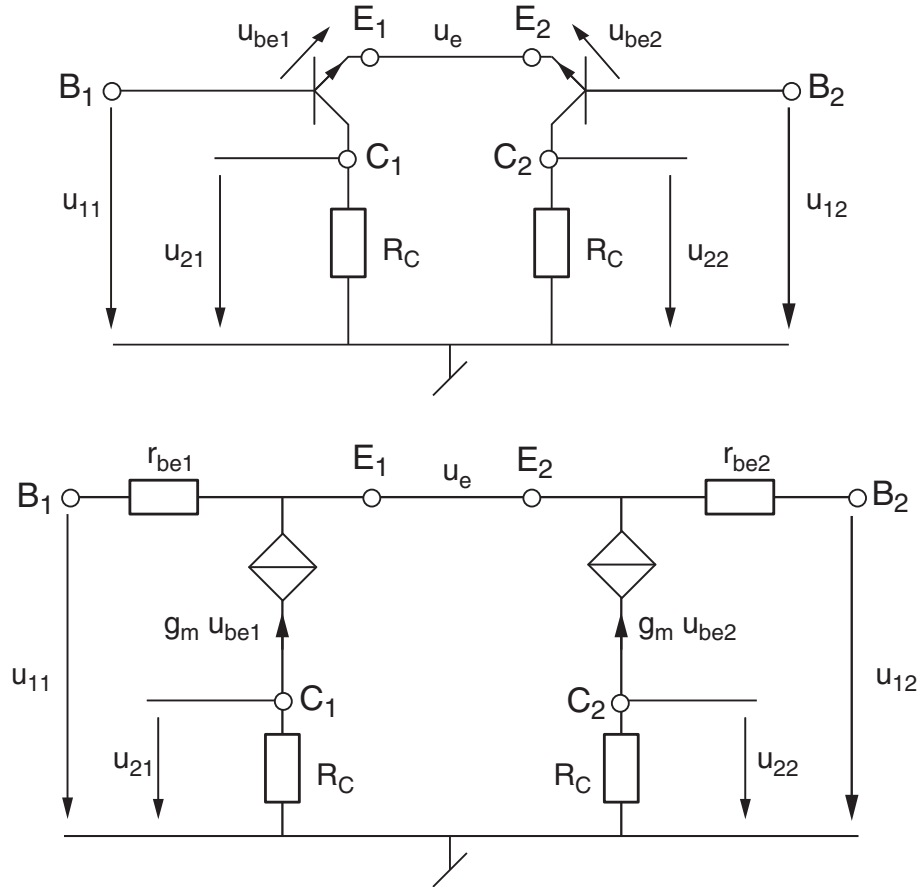 u_be1 E_1 u_e E_2 u_be2
B_1 B_2
C_1 C_2
u_11 u_21 R_C R_C u_22 u_12
r_be1 E_1 u_e E_2 r_be2
B_1 B_2
g_m u_be1 g_m u_be2
u_11 C_1 C_2 u_12
u_21 R_C R_C u_22